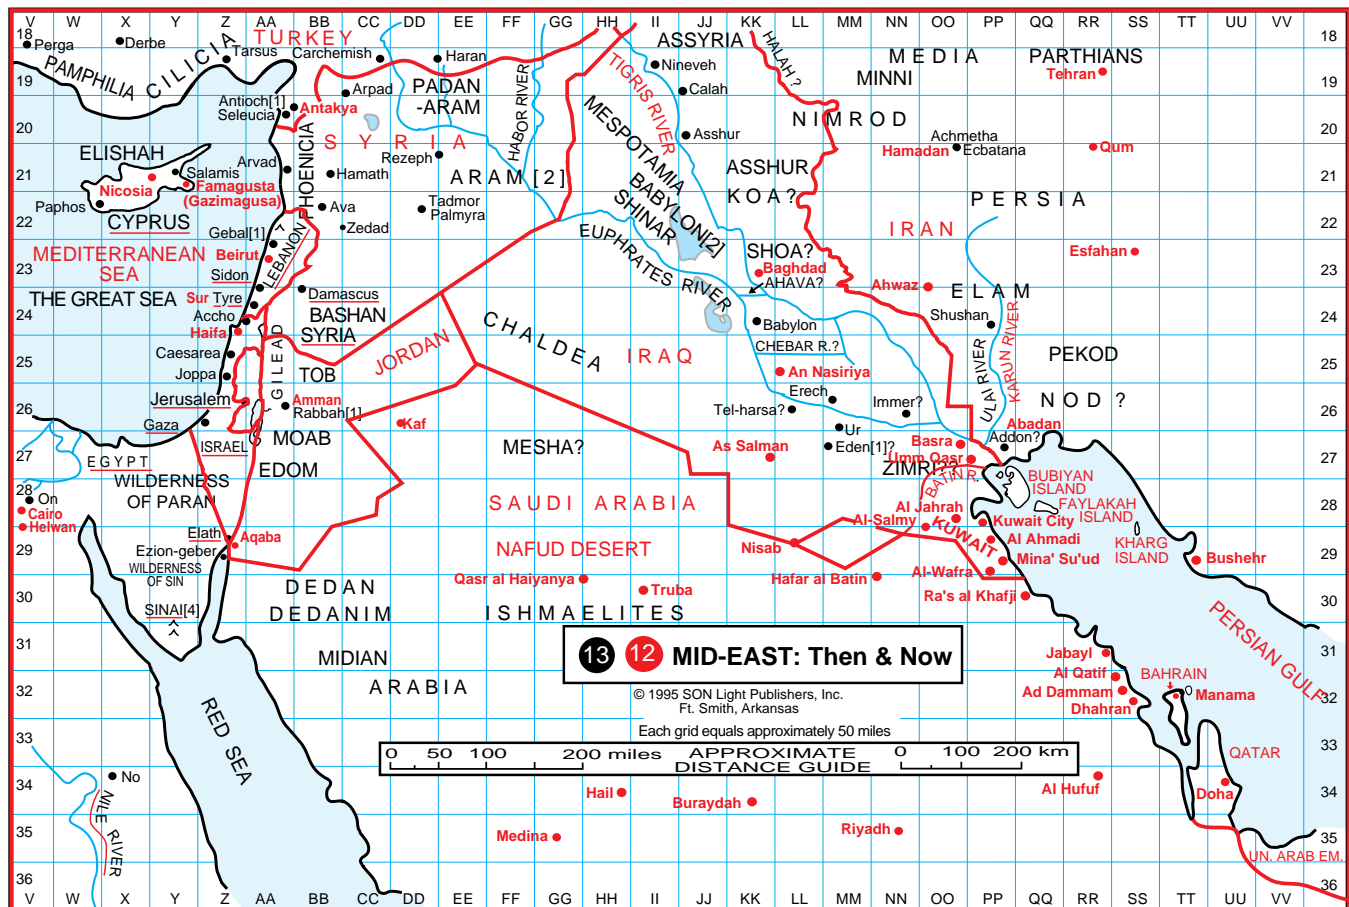 V W X Y Z AA BB CC DD EE FF GG HH II JJ KK LL MM NN OO PP QQ RR SS TT UU VV
18 18
TURKEY
Perga
Derbe
Tarsus
Carchemish
Haran
ASSYRIA
HALAH?
MEDIA
PARTHIANS
PAMPHILIA
CILICIA
Nineveh
MINNI
Tehran
19 19
Antioch[1]
Seleucia
Antakya
Arpad
PADAN
-ARAM
HABOR RIVER
TIGRIS RIVER
Calah
NIMROD
20 20
SYRIA
MESPOTAMIA
Asshur
Hamadan
Achmetha
Ecbatana
Qum
ELISHAH
Arvad
PHOENICIA
Rezeph
ASSHUR
21 21
Salamis
Nicosia
Famagusta
(Gazimagusa)
Hamath
ARAM [2]
BABYLON[2]
KOA?
PERSIA
Paphos
CYPRUS
Ava
Tadmor
Palmyra
SHINAR
22 22
Gebal[1]
Zedad
EUPHRATES RIVER
IRAN
MEDITERRANEAN
SEA
Beirut
LEBANON
SHOA?
Esfahan
23 23
Sidon
Baghdad
AHAVA?
Ahwaz
THE GREAT SEA
Sur Tyre
Damascus
ELAM
24 24
Accho
BASHAN
CHALDEA
Babylon
Shushan
Haifa
SYRIA
JORDAN
IRAQ
CHEBAR R.?
KARUN RIVER
Caesarea
GILEAD
ULAI RIVER
PEKOD
25 25
Joppa
TOB
An Nasiriya
Jerusalem
Amman
Rabbah[1]
Erech
NOD ?
26 26
Gaza
Kaf
Tel-harsa?
Immer?
Abadan
ISRAEL
MOAB
MESHA?
As Salman
Ur
Eden[1]?
Basra
Addon?
27 27
EGYPT
EDOM
Umm Qasr
ZIMRI?
BATIN R.
WILDERNESS
OF PARAN
BUBIYAN
ISLAND
28 28
On
Cairo
Helwan
SAUDI ARABIA
Al Jahrah
Al-Salmy
KUWAIT
FAYLAKAH
ISLAND
Kuwait City
Elath
Aqaba
NAFUD DESERT
Nisab
Al Ahmadi
KHARG
ISLAND
29 29
Ezion-geber
WILDERNESS
OF SIN
Mina' Su'ud
Bushehr
DEDAN
Qasr al Haiyanya
Truba
Hafar al Batin
Al-Wafra
30 30
SINAI[4]
DEDANIM
ISHMAELITES
Ra's al Khafji
PERSIAN GULF
31 31
MIDIAN
13 12 MID-EAST: Then & Now
Jabayl
Al Qatif
BAHRAIN
32 32
ARABIA
© 1995 SON Light Publishers, Inc.
Ft. Smith, Arkansas
Ad Dammam
Dhahran
Manama
RED SEA
Each grid equals approximately 50 miles
33 33
0 50 100 200 miles APPROXIMATE 0 100 200 km
DISTANCE GUIDE
QATAR
No
34 34
NILE RIVER
Hail
Buraydah
Al Hufuf
Doha
35 35
Medina
Riyadh
UN. ARAB EM.
36 36
V W X Y Z AA BB CC DD EE FF GG HH II JJ KK LL MM NN OO PP QQ RR SS TT UU VV